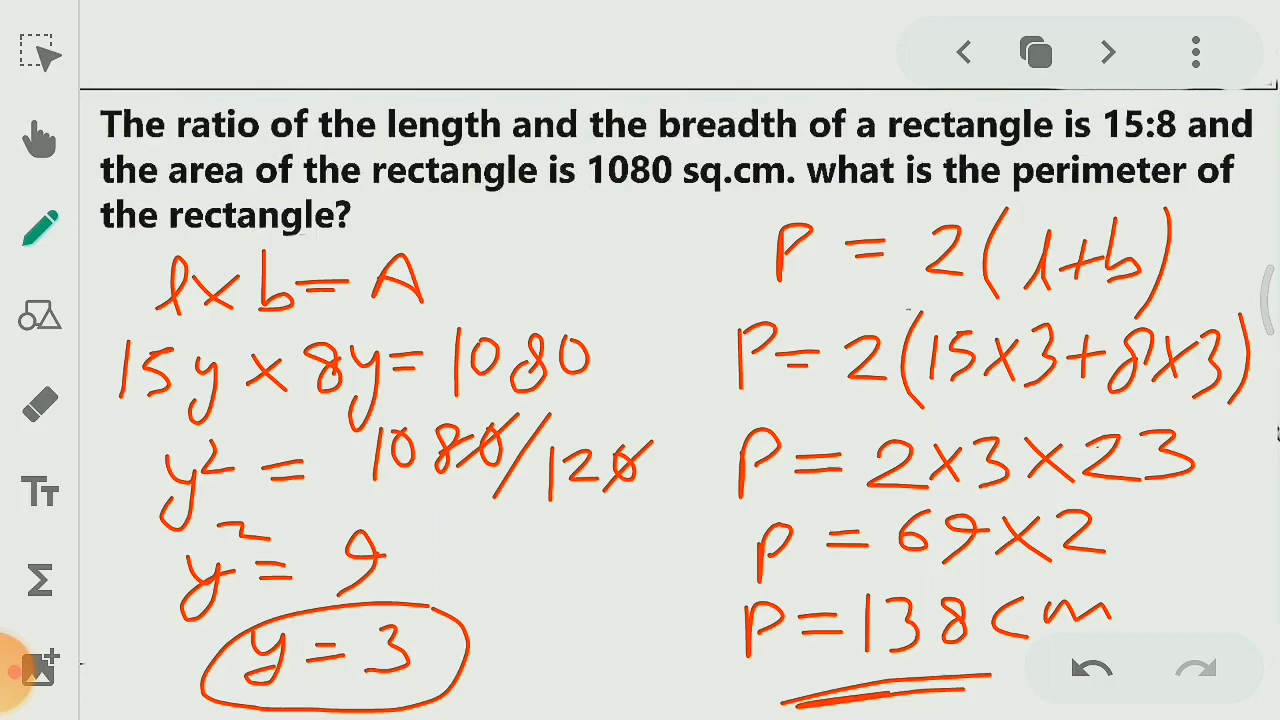 The ratio of the length and the breadth of a rectangle is 15:8 and
the area of the rectangle is 1080 sq.cm. what is the perimeter of
the rectangle?
l × b = A
15y × 8y = 1080
y² = 1080/120
y² = 9
y = 3
P = 2(l+b)
P = 2(15×3+8×3)
P = 2×3×23
P = 69×2
P = 138cm
Tт
Σ